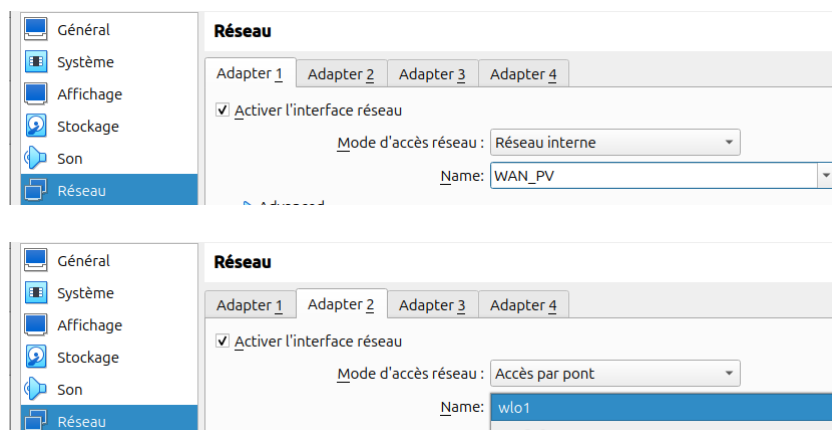 Général
Réseau
Système
Adapter 1 Adapter 2 Adapter 3 Adapter 4
Affichage
Activer l'interface réseau
Stockage
Mode d'accès réseau : Réseau interne
Son
Name: WAN_PV
Réseau
Advanced
Général
Réseau
Système
Adapter 1 Adapter 2 Adapter 3 Adapter 4
Affichage
Activer l'interface réseau
Stockage
Mode d'accès réseau : Accès par pont
Son
Name: wlo1
Réseau